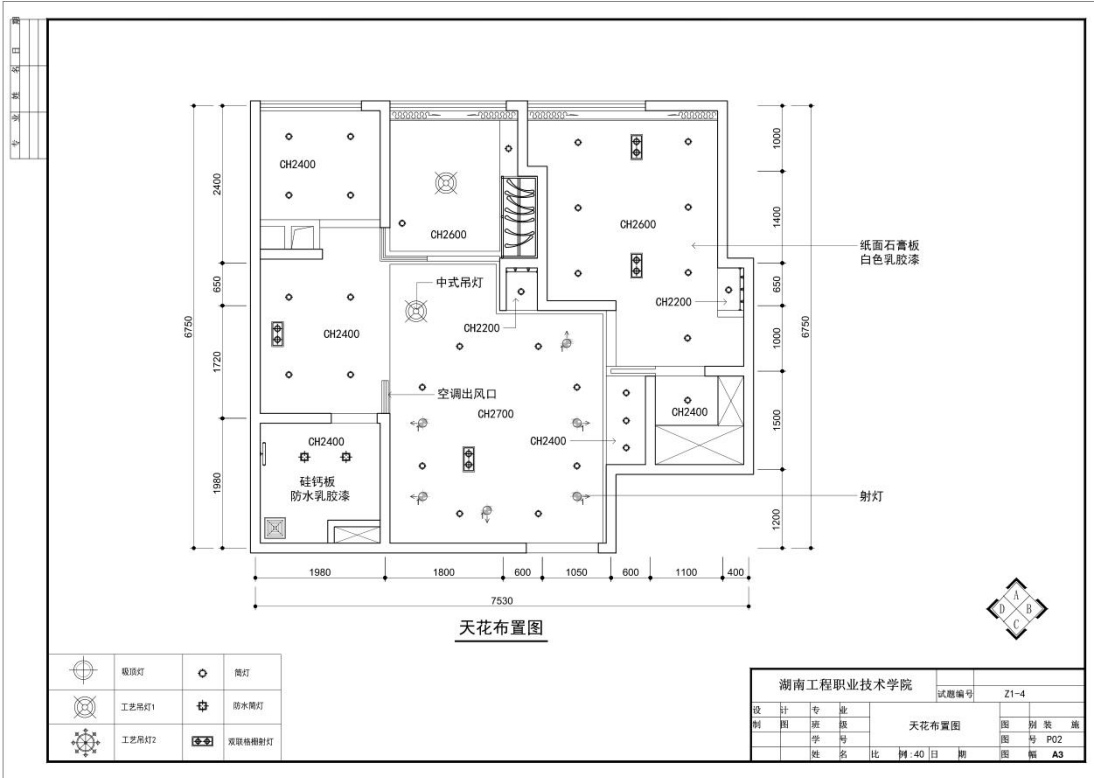 专 业 姓 名 日 期
CH2400
CH2600
CH2600
纸面石膏板
白色乳胶漆
中式吊灯
CH2200
CH2200
CH2400
空调出风口
CH2700
CH2400
CH2400
CH2400
硅钙板
防水乳胶漆
射灯
6750
2400
650
1720
1980
1000
1400
650
1000
1500
1200
6750
1980
1800
600
1050
600
1100
400
7530
天花布置图
A
D
B
C
吸顶灯
筒灯
工艺吊灯1
防水筒灯
工艺吊灯2
双联格栅射灯
湖南工程职业技术学院
试题编号
Z1-4
设 计
专 业
制 图
班 级
天花布置图
图 别
装 施
学 号
图 号
P02
姓 名
比 例:40
日 期
图 幅
A3